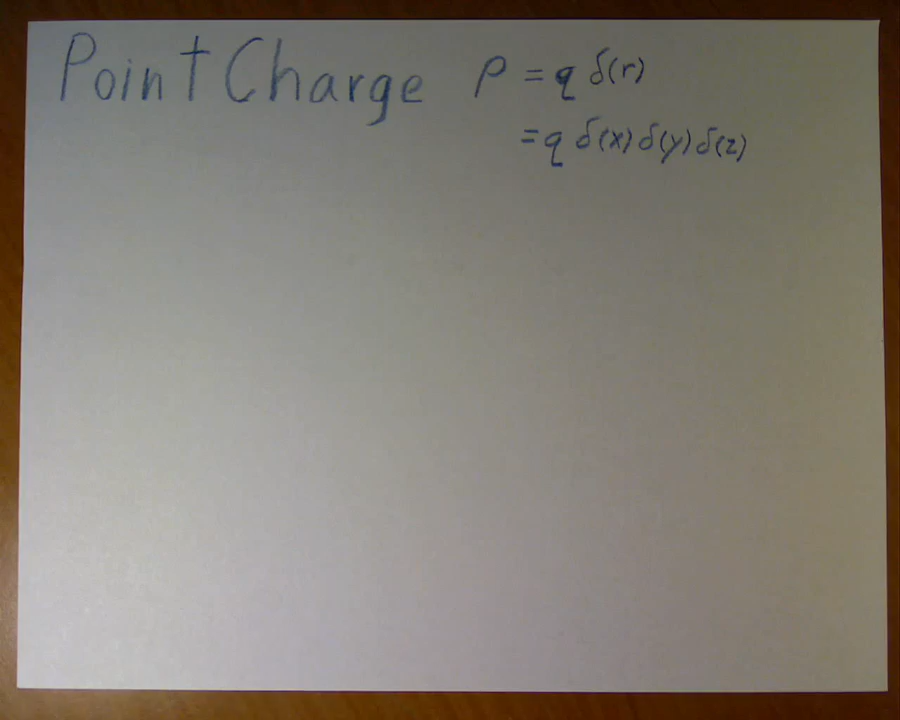 Point Charge ρ = q δ(r)
= q δ(x) δ(y) δ(z)